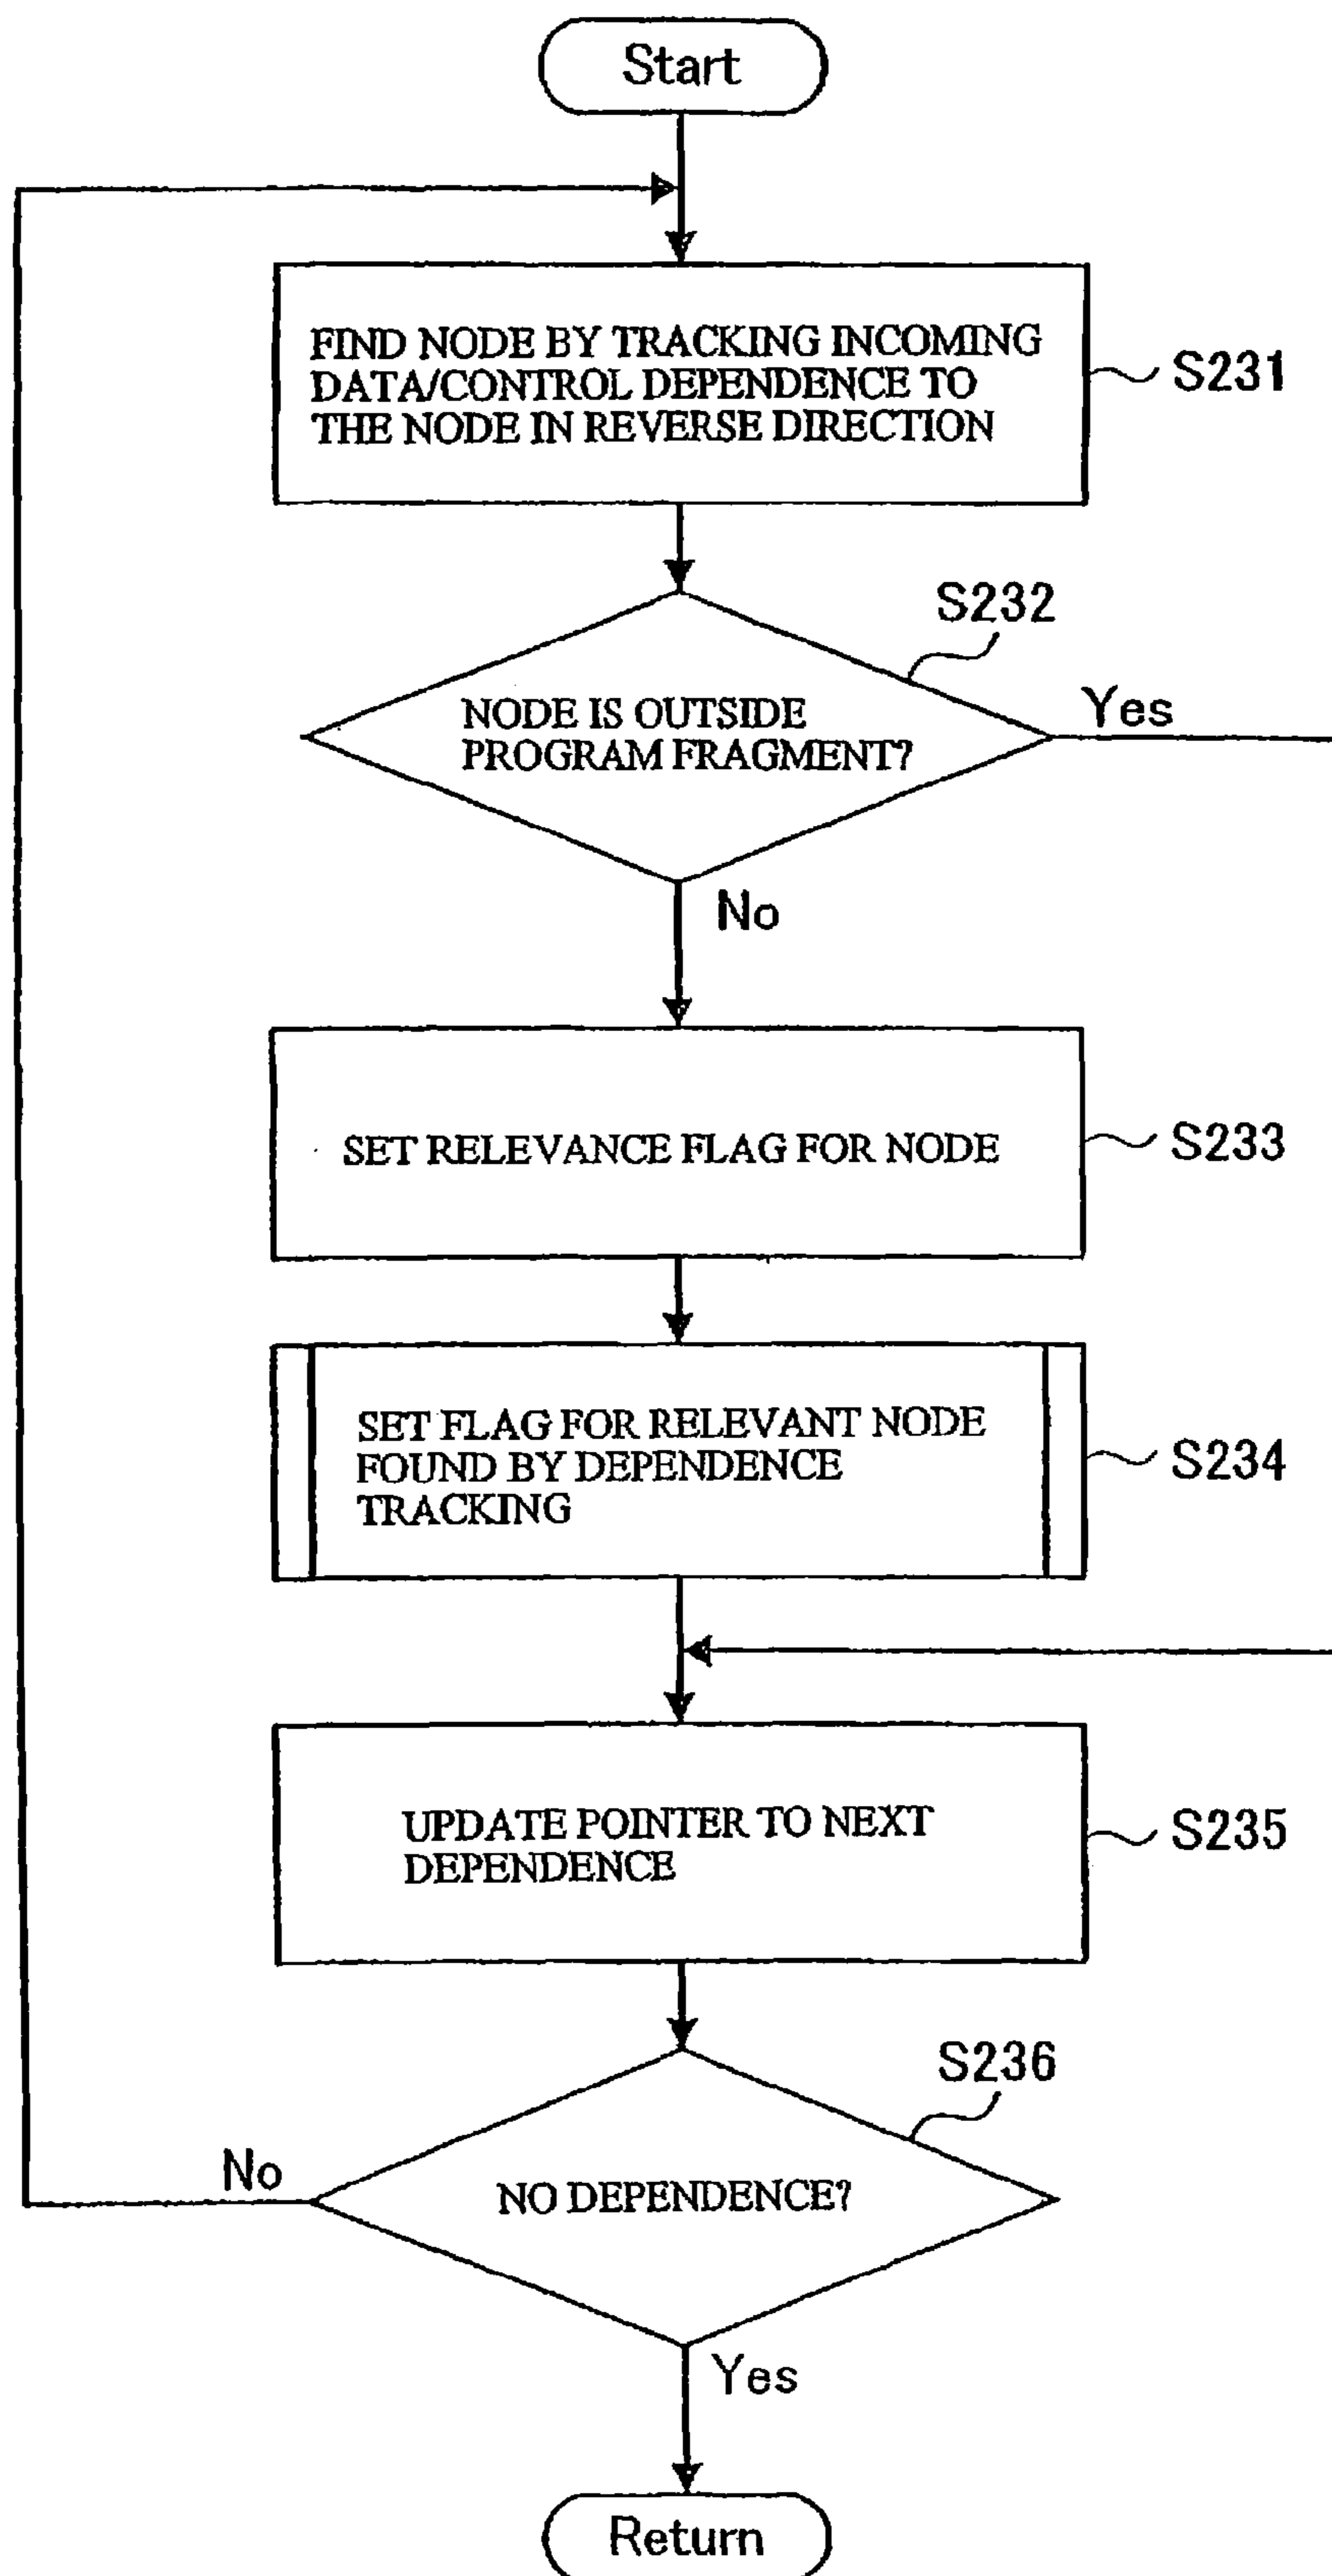 Start
FIND NODE BY TRACKING INCOMING
DATA/CONTROL DEPENDENCE TO
THE NODE IN REVERSE DIRECTION
S231
S232
NODE IS OUTSIDE
PROGRAM FRAGMENT?
Yes
No
SET RELEVANCE FLAG FOR NODE
S233
SET FLAG FOR RELEVANT NODE
FOUND BY DEPENDENCE
TRACKING
S234
UPDATE POINTER TO NEXT
DEPENDENCE
S235
S236
No
NO DEPENDENCE?
Yes
Return